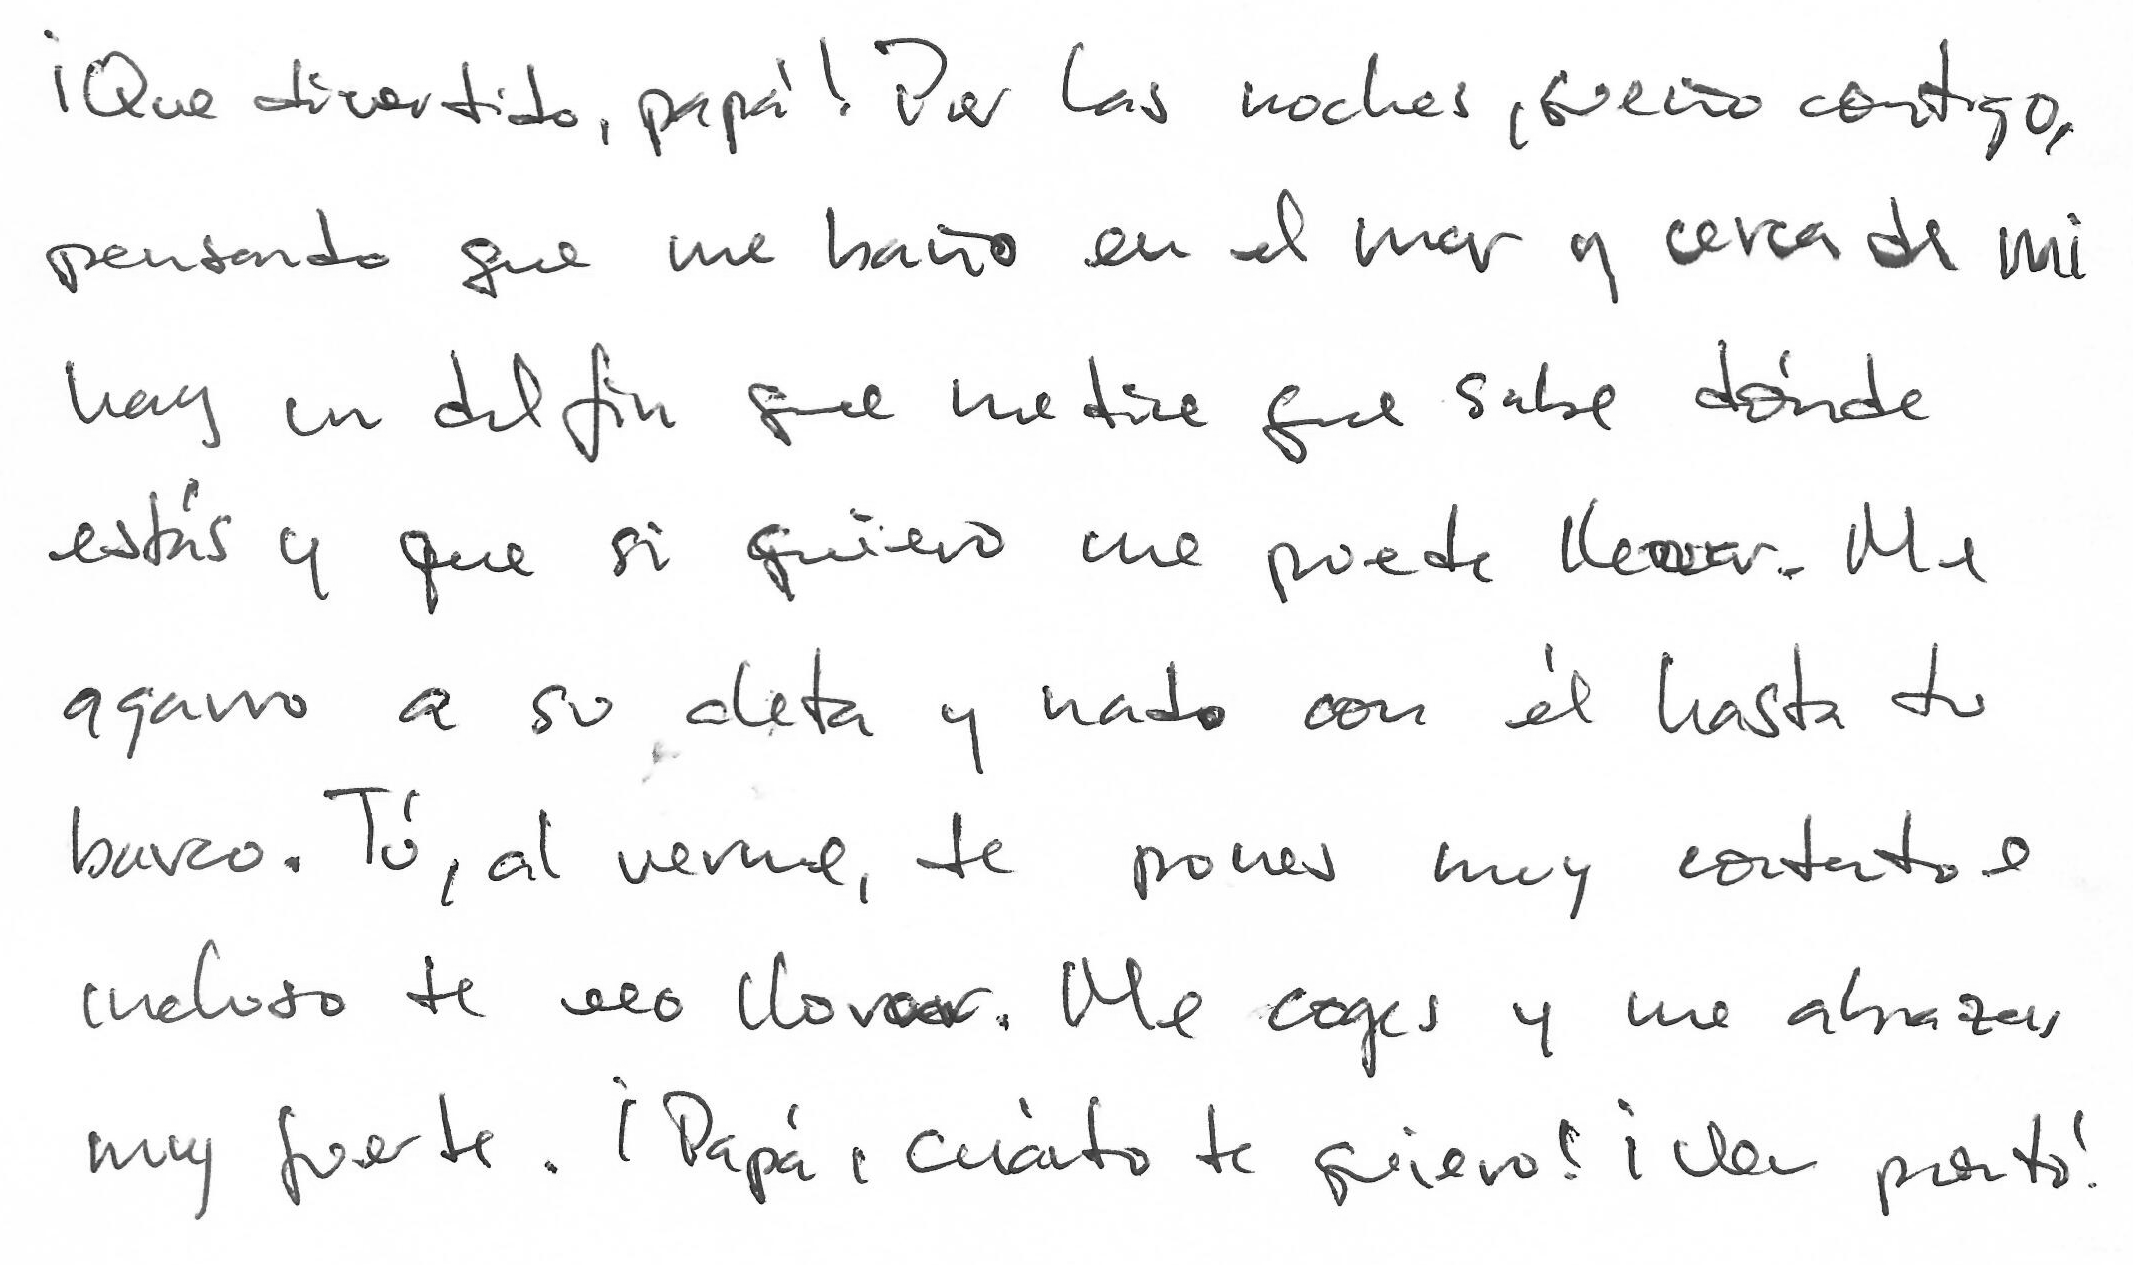 ¡Que divertido, papá! Por las noches, sueño contigo,
pensando que me baño en el mar y cerca de mi
hay un delfín que me dice que sabe dónde
estás y que si quiero me puede llevar. Me
agarro a su aleta y nado con él hasta tu
barco. Tú, al verme, te pones muy contento e
incluso te veo llorar. Me coges y me abrazas
muy fuerte. ¡Papá, cuánto te quiero! ¡Ven pronto!